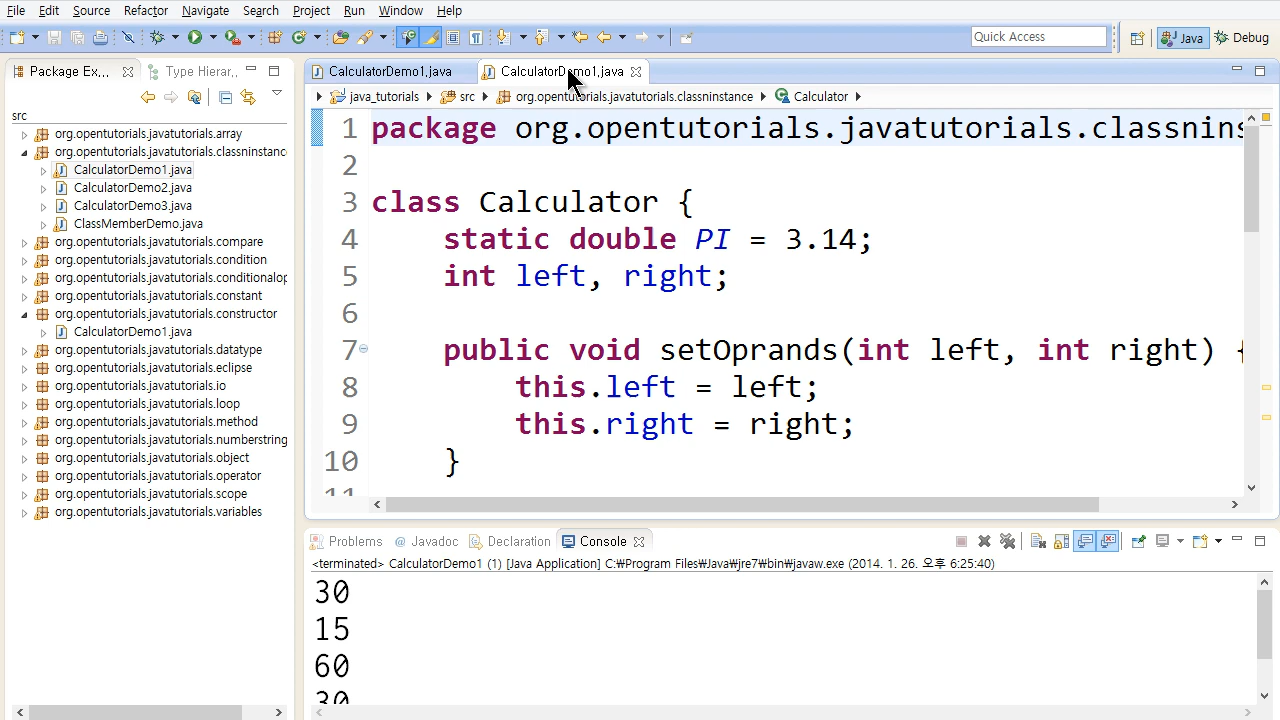 File Edit Source Refactor Navigate Search Project Run Window Help
Quick Access Java Debug
Package Ex... Type Hierar..
src
org.opentutorials.javatutorials.array
org.opentutorials.javatutorials.classninstance
CalculatorDemo1.java
CalculatorDemo2.java
CalculatorDemo3.java
ClassMemberDemo.java
org.opentutorials.javatutorials.compare
org.opentutorials.javatutorials.condition
org.opentutorials.javatutorials.conditionalop
org.opentutorials.javatutorials.constant
org.opentutorials.javatutorials.constructor
CalculatorDemo1.java
org.opentutorials.javatutorials.datatype
org.opentutorials.javatutorials.eclipse
org.opentutorials.javatutorials.io
org.opentutorials.javatutorials.loop
org.opentutorials.javatutorials.method
org.opentutorials.javatutorials.numberstring
org.opentutorials.javatutorials.object
org.opentutorials.javatutorials.operator
org.opentutorials.javatutorials.scope
org.opentutorials.javatutorials.variables
CalculatorDemo1.java CalculatorDemo1.java
java_tutorials src org.opentutorials.javatutorials.classninstance Calculator
1 package org.opentutorials.javatutorials.classnins
2
3 class Calculator {
4 static double PI = 3.14;
5 int left, right;
6
7 public void setOprands(int left, int right) {
8 this.left = left;
9 this.right = right;
10 }
11
Problems @ Javadoc Declaration Console
<terminated> CalculatorDemo1 (1) [Java Application] C:₩Program Files₩Java₩jre7₩bin₩javaw.exe (2014. 1. 26. 오후 6:25:40)
30
15
60
30